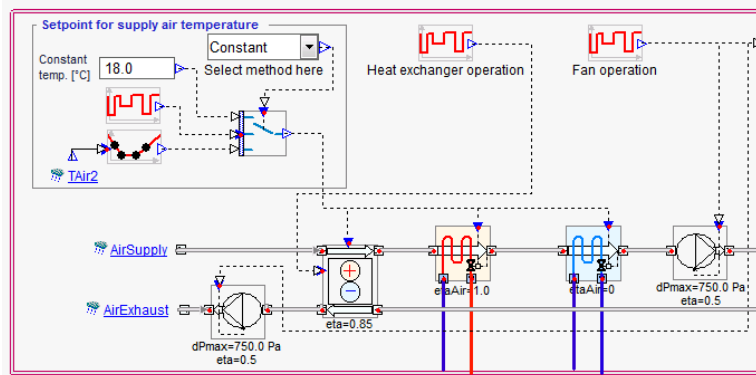 Setpoint for supply air temperature
Constant
Constant
temp. [°C]
18.0
Select method here
Heat exchanger operation
Fan operation
TAir2
AirSupply
etaAir=1.0
etaAir=0
dPmax=750.0 Pa
eta=0.5
AirExhaust
eta=0.85
dPmax=750.0 Pa
eta=0.5